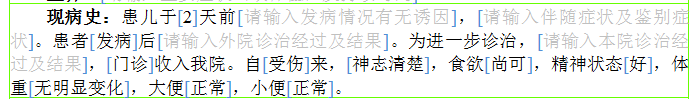 现病史：患儿于[2]天前[请输入发病情况有无诱因]，[请输入伴随症状及鉴别症
状]。患者[发病]后[请输入外院诊治经过及结果]。为进一步诊治，[请输入本院诊治经
过及结果]，[门诊]收入我院。自[受伤]来，[神志清楚]，食欲[尚可]，精神状态[好]，体
重[无明显变化]，大便[正常]，小便[正常]。